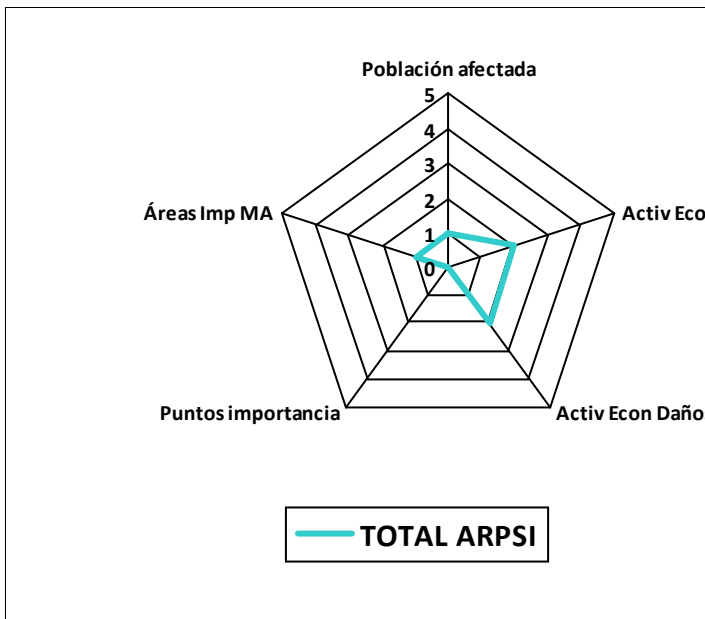 Población afectada
5
4
3
2
1
0
Áreas Imp MA
Activ Eco
Puntos importancia
Activ Econ Daño
TOTAL ARPSI